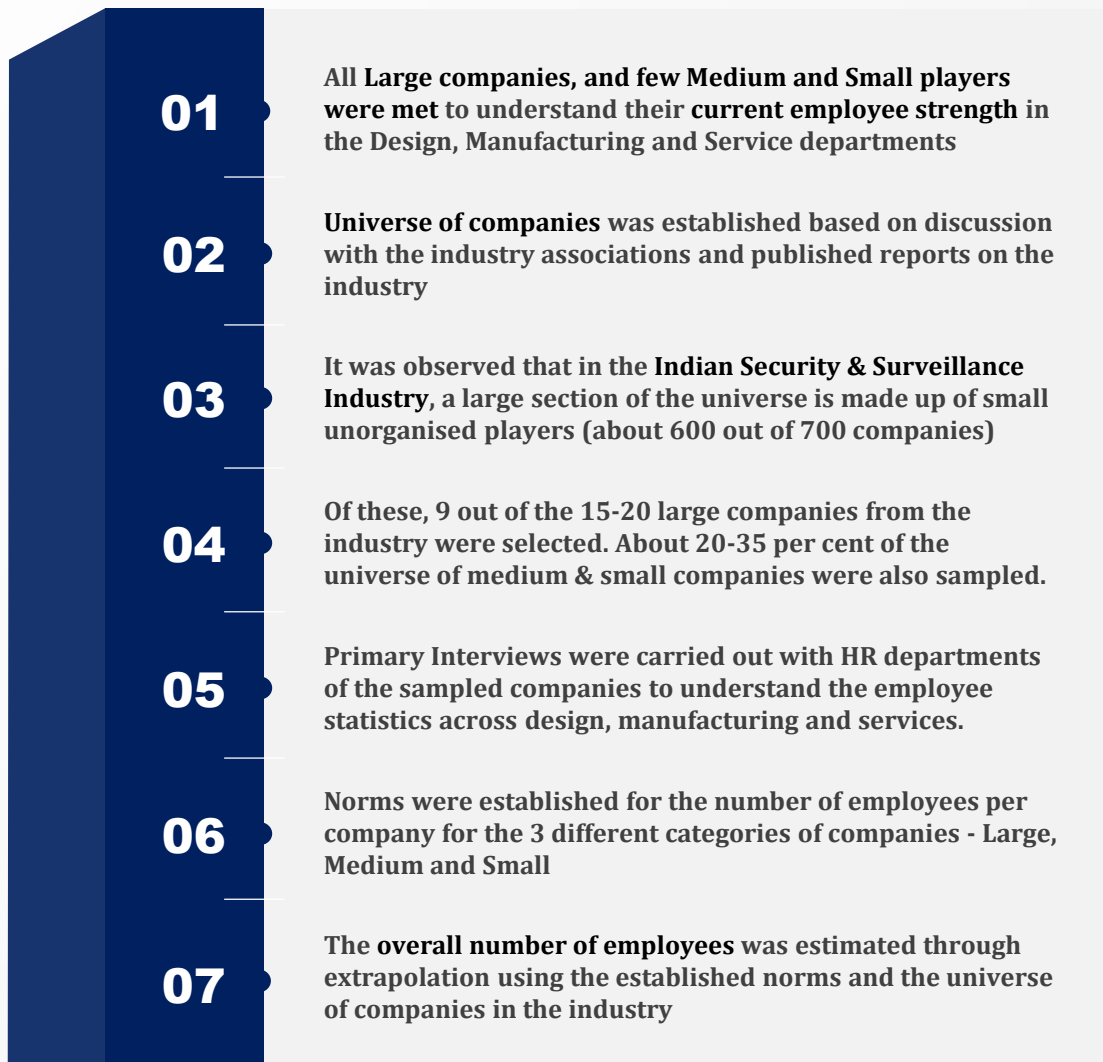 01
All Large companies, and few Medium and Small players
were met to understand their current employee strength in
the Design, Manufacturing and Service departments
02
Universe of companies was established based on discussion
with the industry associations and published reports on the
industry
03
It was observed that in the Indian Security & Surveillance
Industry, a large section of the universe is made up of small
unorganised players (about 600 out of 700 companies)
04
Of these, 9 out of the 15-20 large companies from the
industry were selected. About 20-35 per cent of the
universe of medium & small companies were also sampled.
05
Primary Interviews were carried out with HR departments
of the sampled companies to understand the employee
statistics across design, manufacturing and services.
06
Norms were established for the number of employees per
company for the 3 different categories of companies - Large,
Medium and Small
07
The overall number of employees was estimated through
extrapolation using the established norms and the universe
of companies in the industry